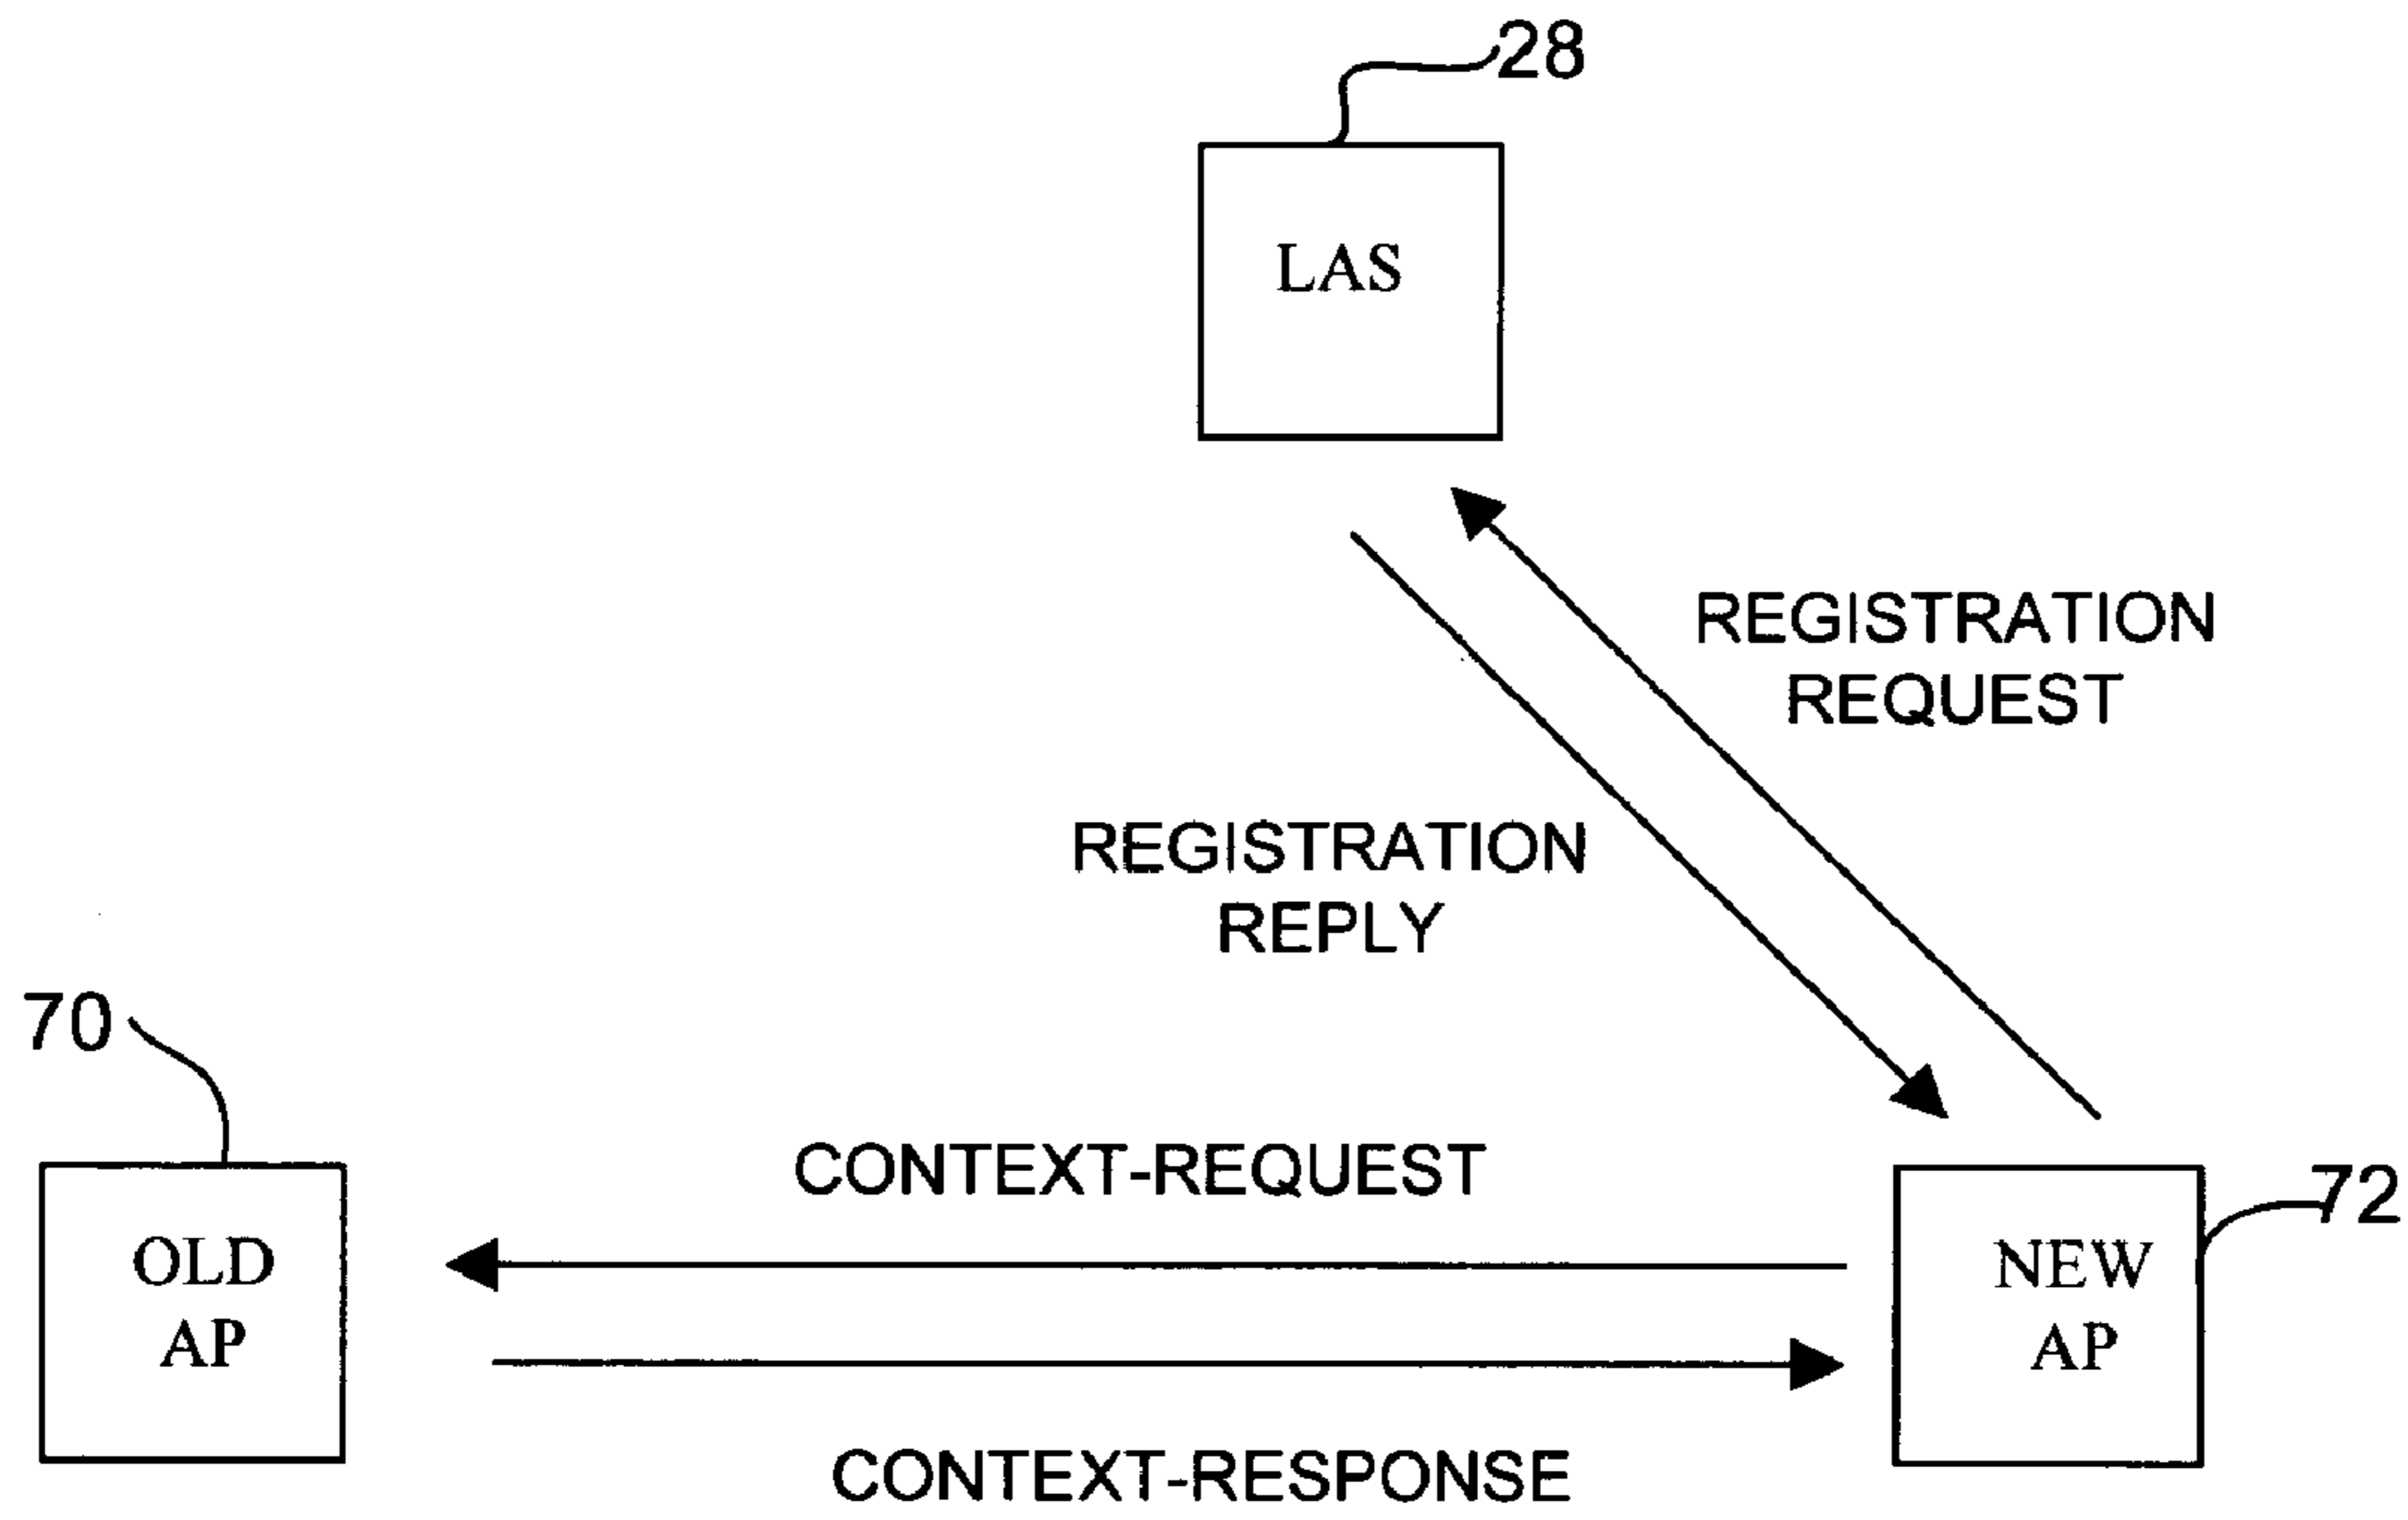 28
LAS
REGISTRATION
REQUEST
REGISTRATION
REPLY
70
CONTEXT-REQUEST
72
OLD
AP
NEW
AP
CONTEXT-RESPONSE